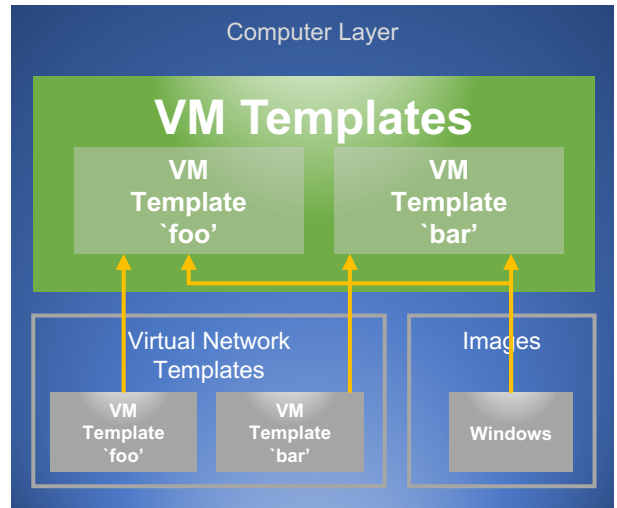 Computer Layer
VM Templates
VM
Template
`foo'
VM
Template
`bar'
Virtual Network
Templates
VM
Template
`foo'
VM
Template
`bar'
Images
Windows